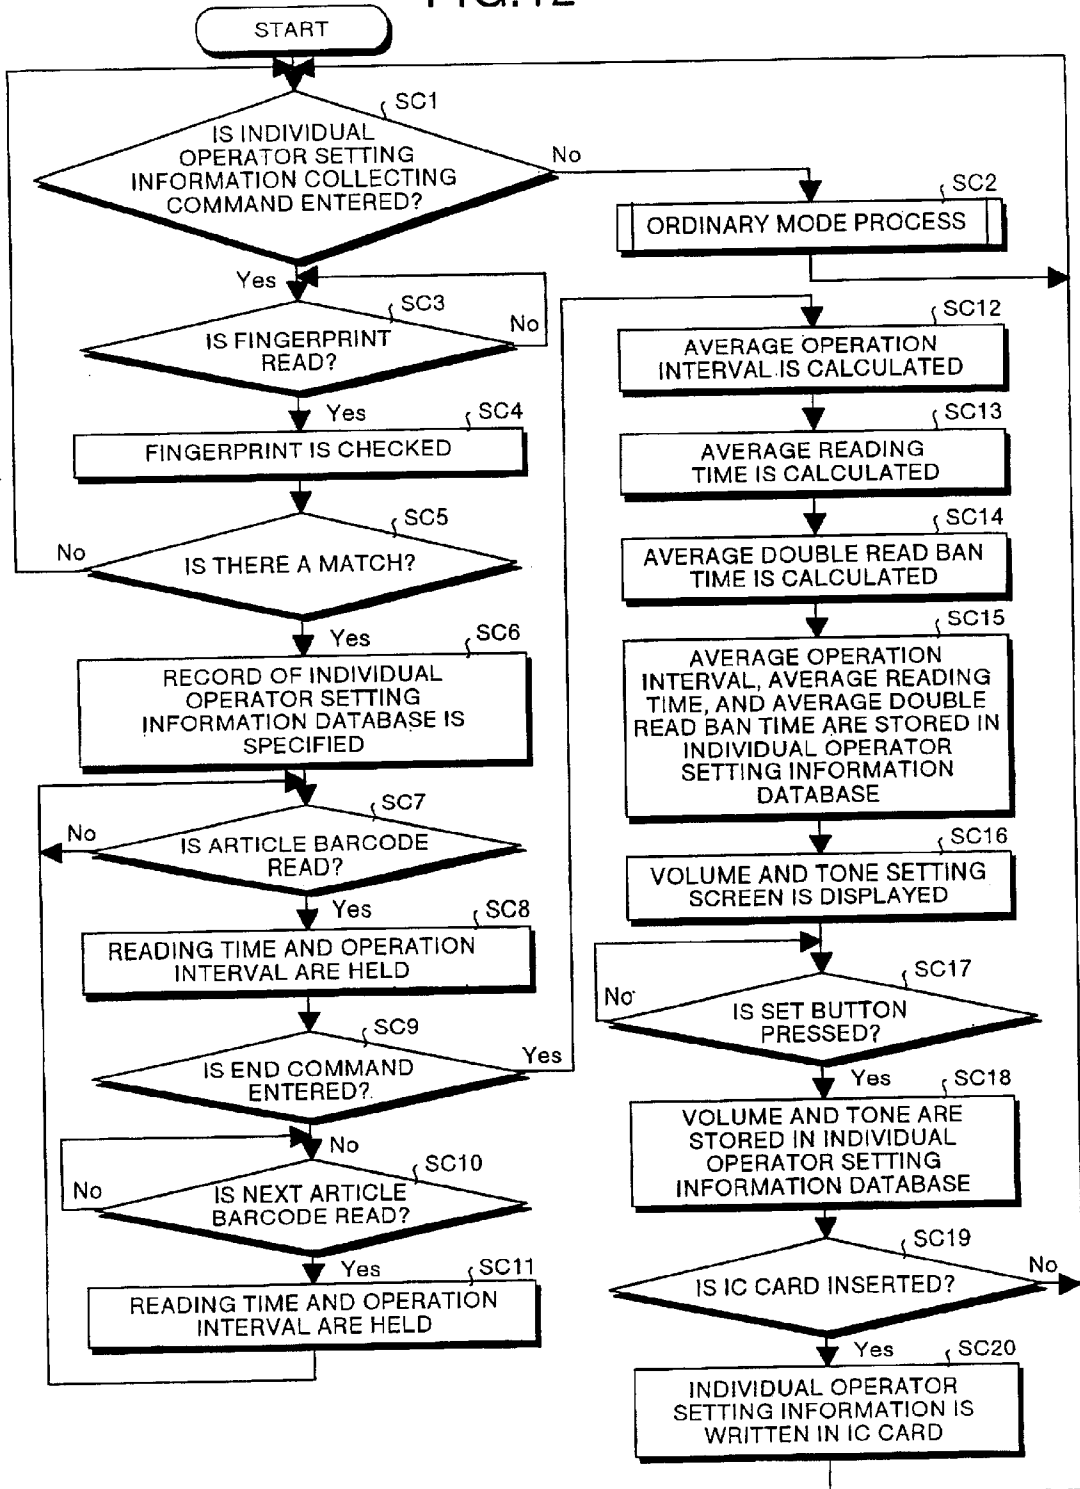 FIG.12
START
SC1
IS INDIVIDUAL
OPERATOR SETTING
INFORMATION COLLECTING
COMMAND ENTERED?
No
SC2
ORDINARY MODE PROCESS
Yes
SC3
IS FINGERPRINT
READ?
No
Yes
SC4
FINGERPRINT IS CHECKED
SC5
No
IS THERE A MATCH?
Yes
SC6
RECORD OF INDIVIDUAL
OPERATOR SETTING
INFORMATION DATABASE IS
SPECIFIED
SC7
No
IS ARTICLE BARCODE
READ?
Yes
SC8
READING TIME AND OPERATION
INTERVAL ARE HELD
SC9
IS END COMMAND
ENTERED?
Yes
No
SC10
No
IS NEXT ARTICLE
BARCODE READ?
Yes
SC11
READING TIME AND OPERATION
INTERVAL ARE HELD
SC12
AVERAGE OPERATION
INTERVAL IS CALCULATED
SC13
AVERAGE READING
TIME IS CALCULATED
SC14
AVERAGE DOUBLE READ BAN
TIME IS CALCULATED
SC15
AVERAGE OPERATION
INTERVAL, AVERAGE READING
TIME, AND AVERAGE DOUBLE
READ BAN TIME ARE STORED IN
INDIVIDUAL OPERATOR
SETTING INFORMATION
DATABASE
SC16
VOLUME AND TONE SETTING
SCREEN IS DISPLAYED
SC17
No
IS SET BUTTON
PRESSED?
Yes
SC18
VOLUME AND TONE ARE
STORED IN INDIVIDUAL
OPERATOR SETTING
INFORMATION DATABASE
SC19
IS IC CARD INSERTED?
No
Yes
SC20
INDIVIDUAL OPERATOR
SETTING INFORMATION IS
WRITTEN IN IC CARD